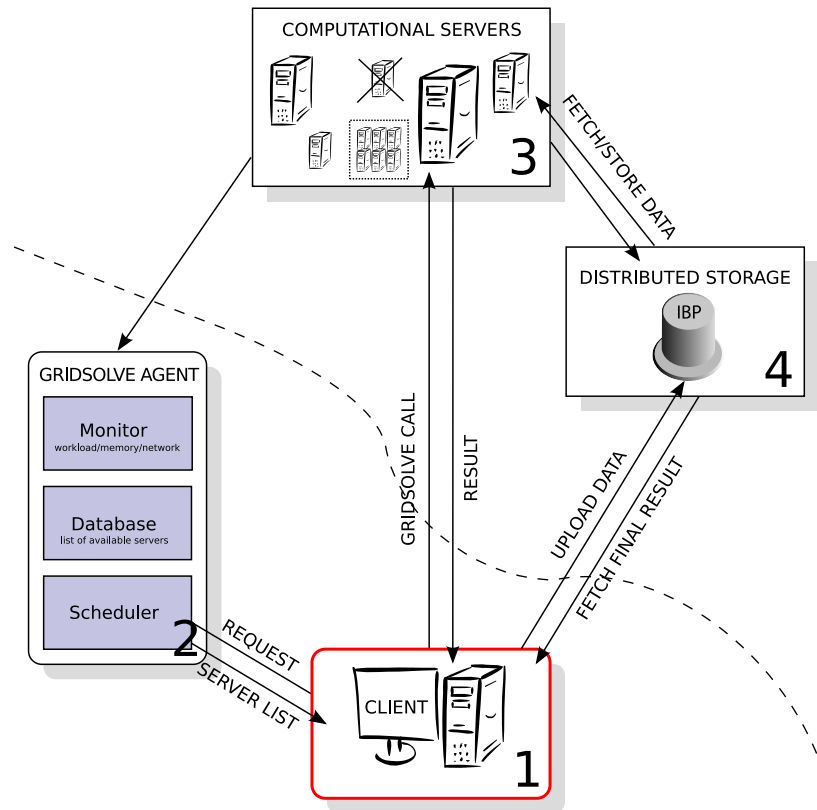 COMPUTATIONAL SERVERS
3
FETCH/STORE DATA
DISTRIBUTED STORAGE
IBP
4
GRIDSOLVE AGENT
Monitor
workload/memory/network
Database
list of available servers
Scheduler
2
REQUEST
SERVER LIST
GRIDSOLVE CALL
RESULT
UPLOAD DATA
FETCH FINAL RESULT
CLIENT
1